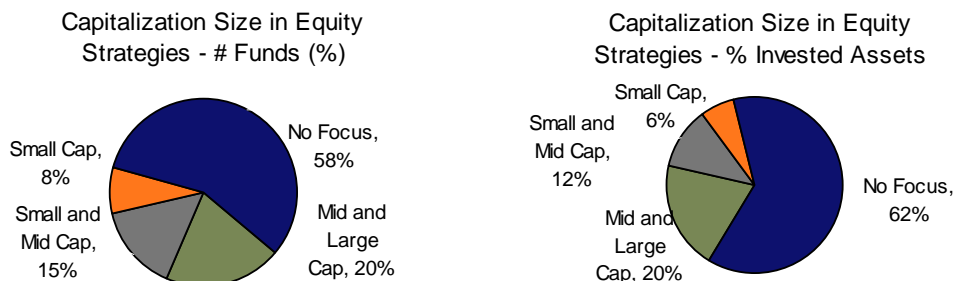 Capitalization Size in Equity
Strategies - # Funds (%)
No Focus,
58%
Mid and
Large
Cap, 20%
Small and
Mid Cap,
15%
Small Cap,
8%
Capitalization Size in Equity
Strategies - % Invested Assets
No Focus,
62%
Mid and
Large
Cap, 20%
Small and
Mid Cap,
12%
Small Cap,
6%